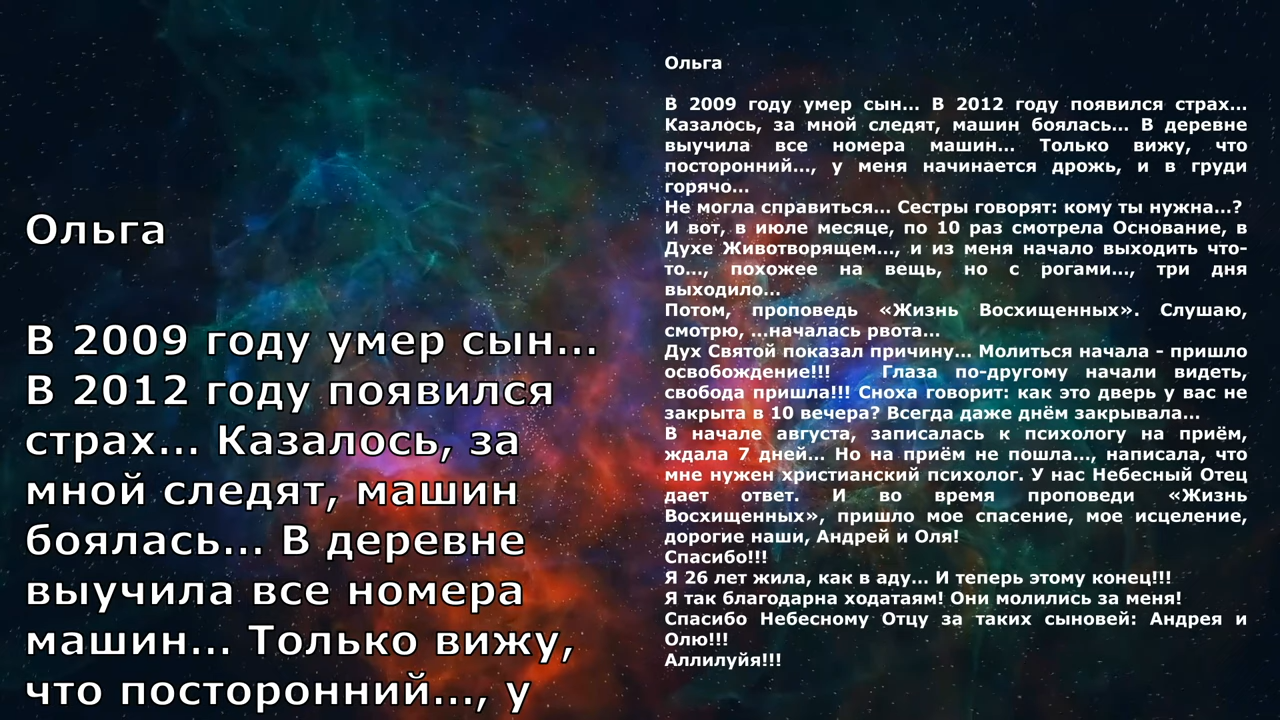 Ольга
В 2009 году умер сын...
В 2012 году появился
страх... Казалось, за
мной следят, машин
боялась... В деревне
выучила все номера
машин... Только вижу,
что посторонний..., у
Ольга
В 2009 году умер сын... В 2012 году появился страх...
Казалось, за мной следят, машин боялась... В деревне
выучила все номера машин... Только вижу, что
посторонний..., у меня начинается дрожь, и в груди
горячо...
Не могла справиться... Сестры говорят: кому ты нужна...?
И вот, в июле месяце, по 10 раз смотрела Основание, в
Духе Животворящем..., и из меня начало выходить что-
то..., похожее на вещь, но с рогами..., три дня
выходило...
Потом, проповедь «Жизнь Восхищенных». Слушаю,
смотрю, ...началась рвота...
Дух Святой показал причину... Молиться начала - пришло
освобождение!!! Глаза по-другому начали видеть,
свобода пришла!!! Сноха говорит: как это дверь у вас не
закрыта в 10 вечера? Всегда даже днём закрывала...
В начале августа, записалась к психологу на приём,
ждала 7 дней... Но на приём не пошла..., написала, что
мне нужен христианский психолог. У нас Небесный Отец
дает ответ. И во время проповеди «Жизнь
Восхищенных», пришло мое спасение, мое исцеление,
дорогие наши, Андрей и Оля!
Спасибо!!!
Я 26 лет жила, как в аду... И теперь этому конец!!!
Я так благодарна ходатаям! Они молились за меня!
Спасибо Небесному Отцу за таких сыновей: Андрея и
Олю!!!
Аллилуйя!!!